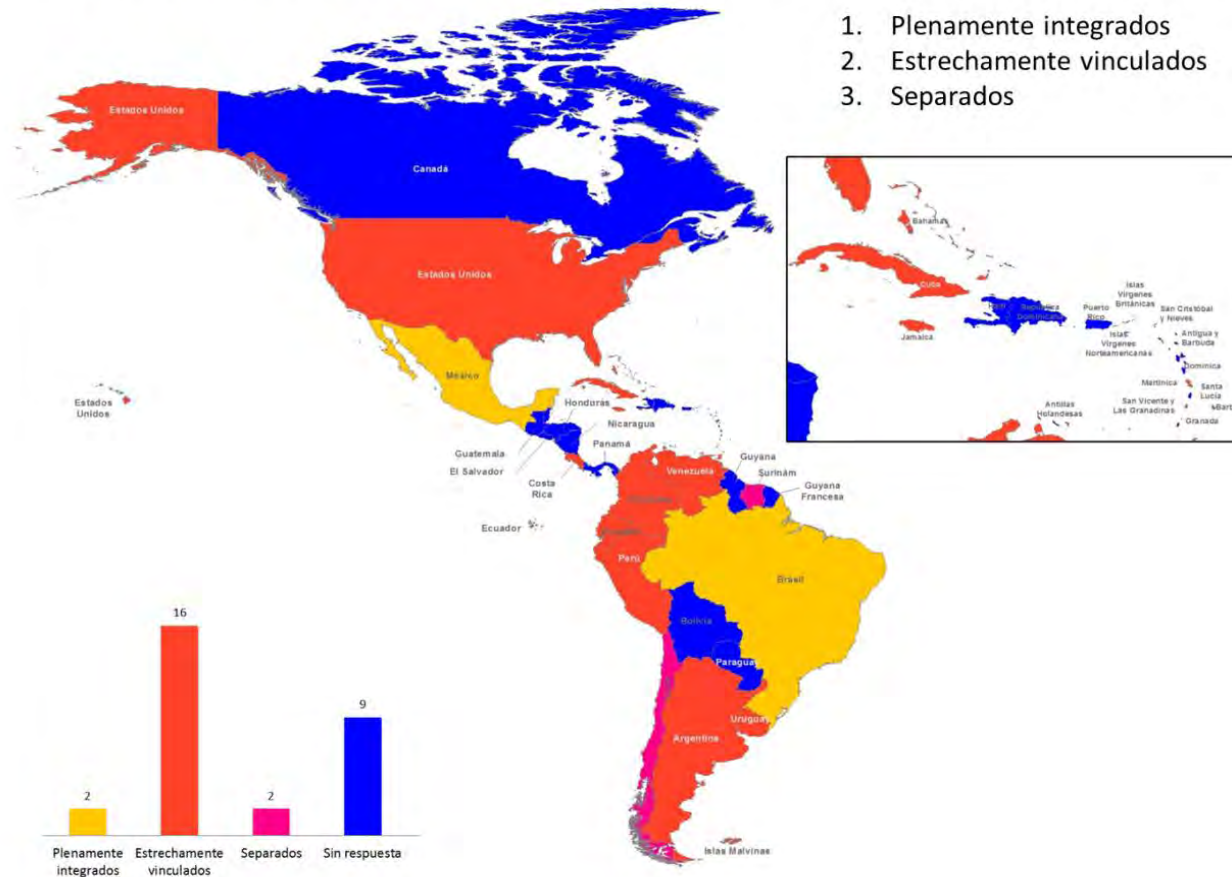 1. Plenamente integrados
2. Estrechamente vinculados
3. Separados
Estados Unidos
Canadá
Estados Unidos
México
Estados
Unidos
Honduras
Nicaragua
Guatemala
Panamá
El Salvador
Costa
Rica
Venezuela
Guyana
Surinám
Guyana
Francesa
Ecuador
Perú
Brasil
Bolivia
Paraguay
Uruguay
Argentina
Islas Malvinas
Bahamas
Cuba
Jamaica
República
Dominicana
Puerto
Rico
Islas
Vírgenes
Británicas
Islas
Vírgenes
Norteamericanas
San Cristóbal
y Nieves
Antigua y
Barbuda
Dominica
Martinica
Santa
Lucía
San Vicente y
Las Granadinas
Barb
Granada
Antillas
Holandesas
2
16
2
9
Plenamente
integrados
Estrechamente
vinculados
Separados
Sin respuesta